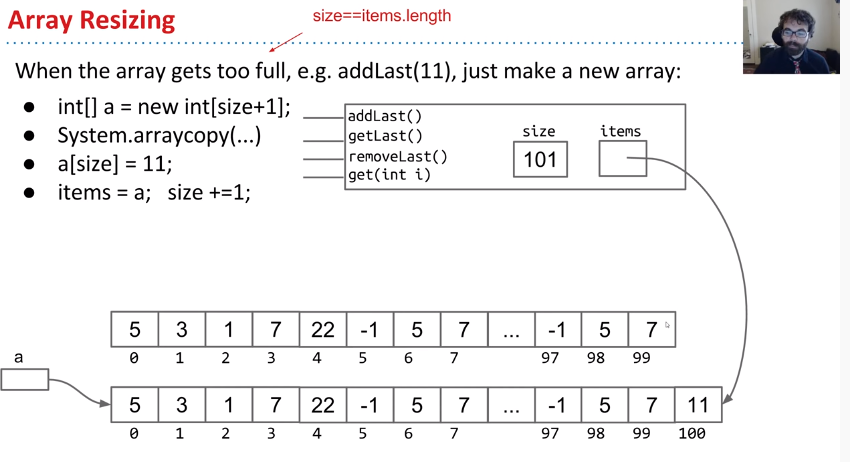 Array Resizing
size==items.length
When the array gets too full, e.g. addLast(11), just make a new array:
● int[] a = new int[size+1];
● System.arraycopy(...)
● a[size] = 11;
● items = a; size +=1;
addLast()
getLast()
removeLast()
get(int i)
size
items
101
5 3 1 7 22 -1 5 7 ... -1 5 7
0 1 2 3 4 5 6 7 97 98 99
a
5 3 1 7 22 -1 5 7 ... -1 5 7 11
0 1 2 3 4 5 6 7 97 98 99 100